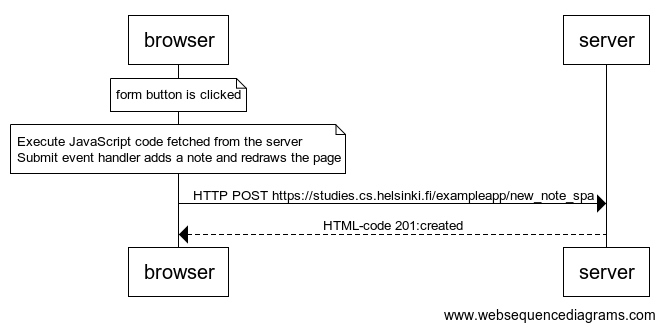 browser
server
form button is clicked
Execute JavaScript code fetched from the server
Submit event handler adds a note and redraws the page
HTTP POST https://studies.cs.helsinki.fi/exampleapp/new_note_spa
HTML-code 201:created
browser
server
www.websequencediagrams.com